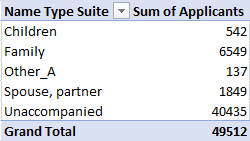 Name Type Suite Sum of Applicants
Children 542
Family 6549
Other_A 137
Spouse, partner 1849
Unaccompanied 40435
Grand Total 49512